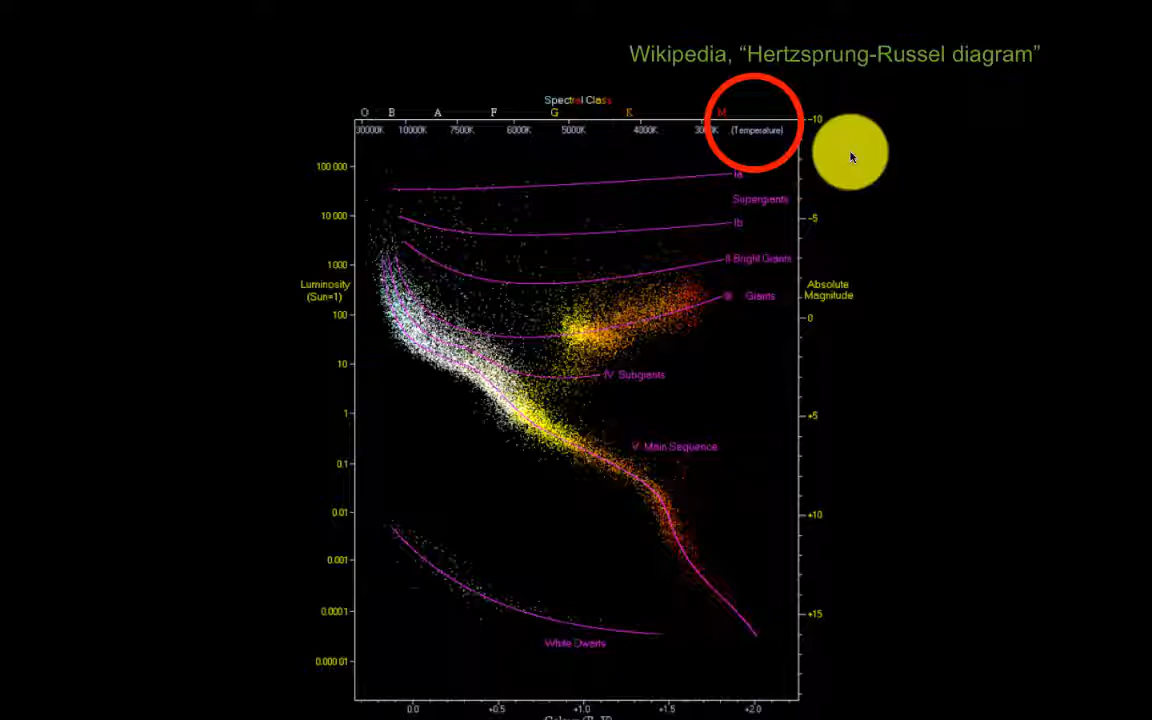 Wikipedia, “Hertzsprung-Russel diagram”
Spectral Class
O B A F G K M
30000K 10000K 7500K 6000K 5000K 4000K 3000K (Temperature)
-10
100 000
Ia
Supergiants
10 000
-5
Ib
1000
II Bright Giants
Luminosity
(Sun=1)
Absolute
Magnitude
III Giants
100
0
10
IV Subgiants
1
+5
V Main Sequence
0.1
0.01
+10
0.001
0.0001
+15
White Dwarfs
0.000 01
0.0 +0.5 +1.0 +1.5 +2.0